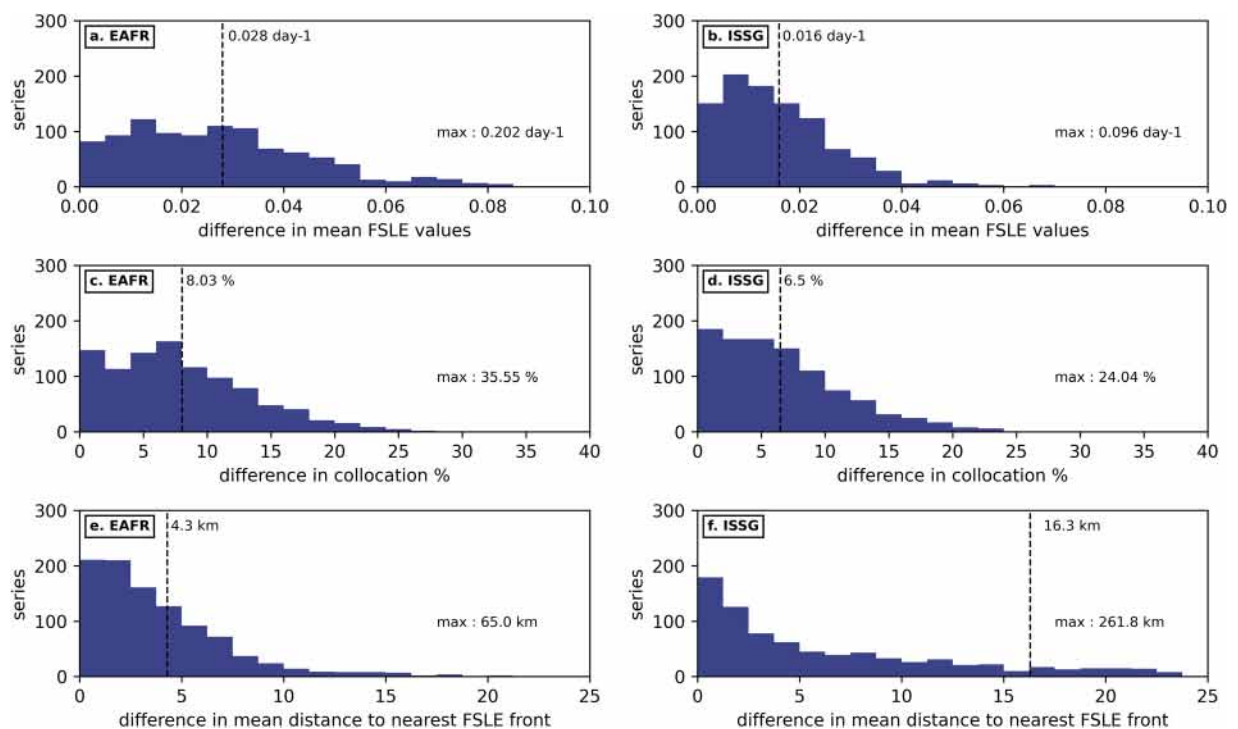 300
200
100
0
series
a. EAFR
0.028 day-1
max : 0.202 day-1
0.00 0.02 0.04 0.06 0.08 0.10
difference in mean FSLE values
300
200
100
0
series
b. ISSG
0.016 day-1
max : 0.096 day-1
0.00 0.02 0.04 0.06 0.08 0.10
difference in mean FSLE values
300
200
100
0
series
c. EAFR
8.03 %
max : 35.55 %
0 5 10 15 20 25 30 35 40
difference in collocation %
300
200
100
0
series
d. ISSG
6.5 %
max : 24.04 %
0 5 10 15 20 25 30 35 40
difference in collocation %
300
200
100
0
series
e. EAFR
4.3 km
max : 65.0 km
0 5 10 15 20 25
difference in mean distance to nearest FSLE front
300
200
100
0
series
f. ISSG
16.3 km
max : 261.8 km
0 5 10 15 20 25
difference in mean distance to nearest FSLE front